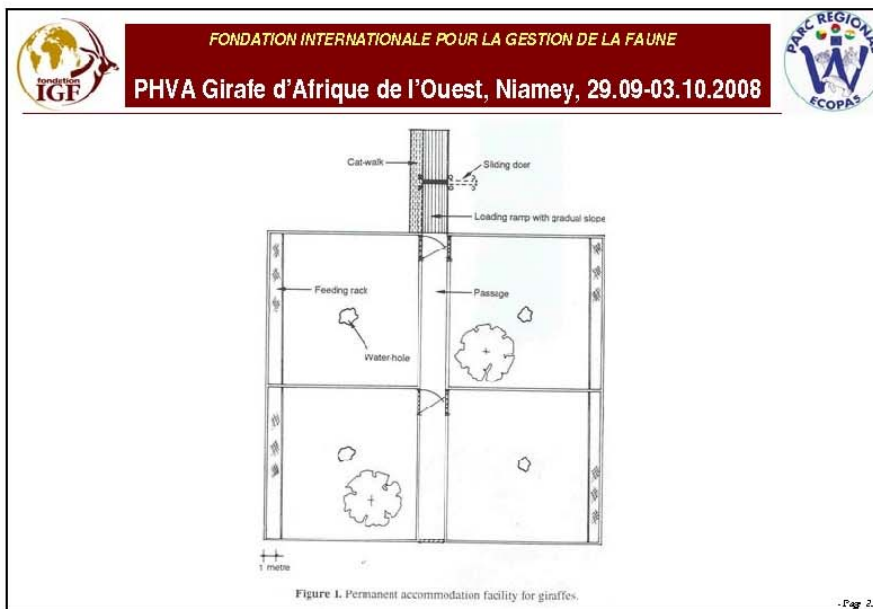 FONDATION INTERNATIONALE POUR LA GESTION DE LA FAUNE
PHVA Girafe d'Afrique de l'Ouest, Niamey, 29.09-03.10.2008
fondation
IGF
PARC REGIONAL
W
ECOPAS
Cat-walk
Sliding door
Loading ramp with gradual slope
Feeding rack
Passage
Water-hole
1 metre
Figure 1. Permanent accommodation facility for giraffes.